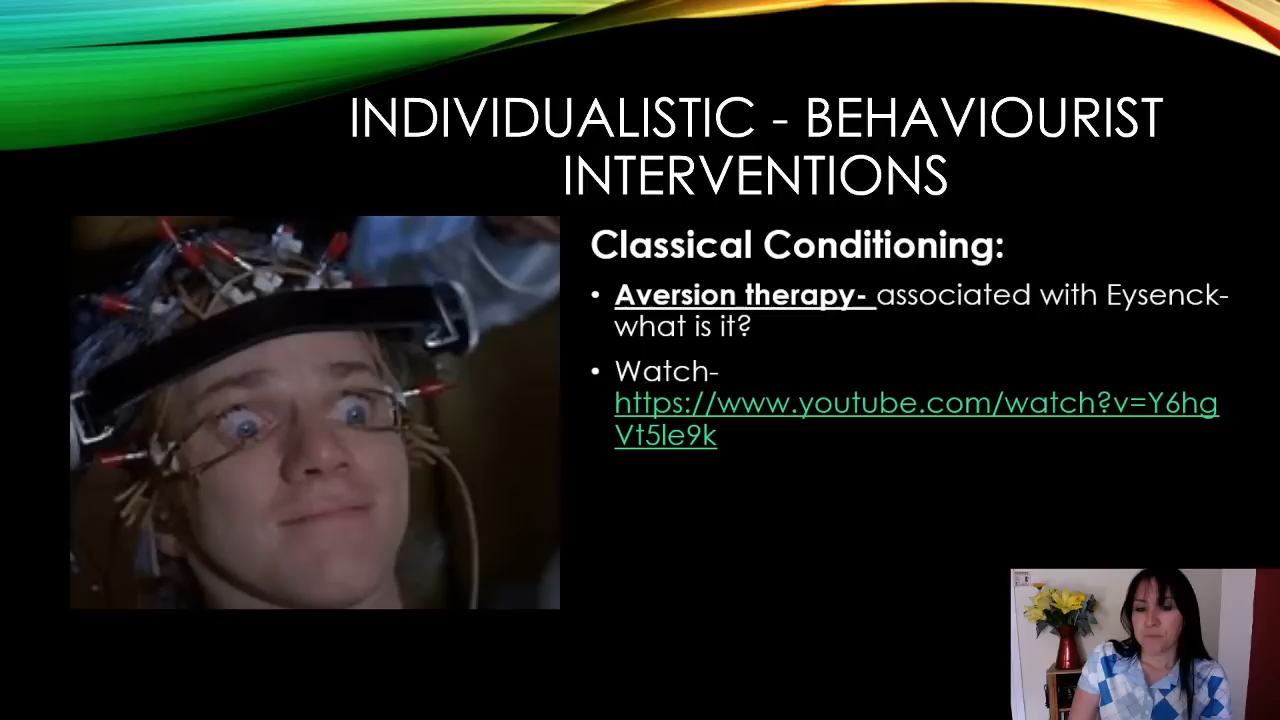 INDIVIDUALISTIC - BEHAVIOURIST
INTERVENTIONS
Classical Conditioning:
• Aversion therapy- associated with Eysenck-
what is it?
• Watch-
https://www.youtube.com/watch?v=Y6hg
Vt5le9k